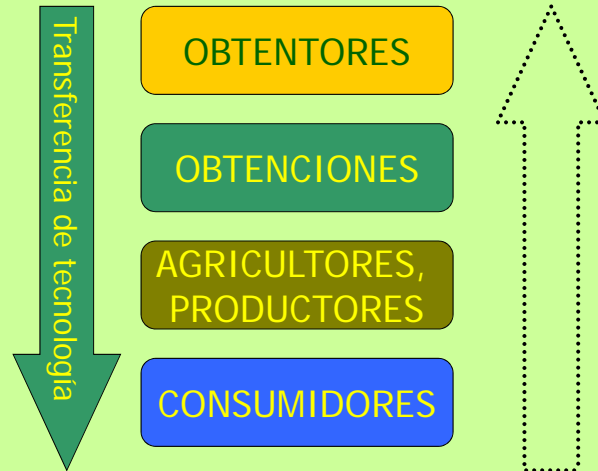 Transferencia de tecnología
OBTENTORES
OBTENCIONES
AGRICULTORES,
PRODUCTORES
CONSUMIDORES